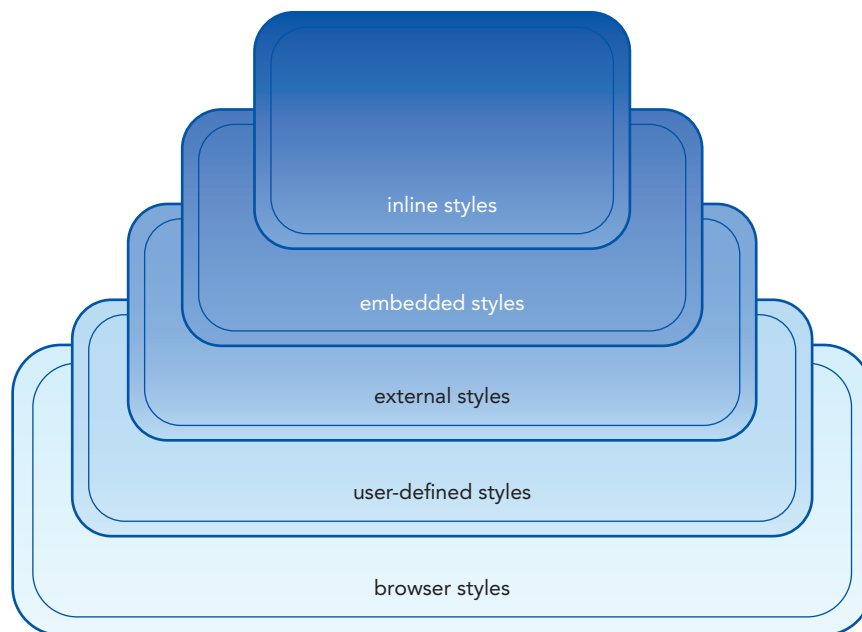 inline styles
embedded styles
external styles
user-defined styles
browser styles